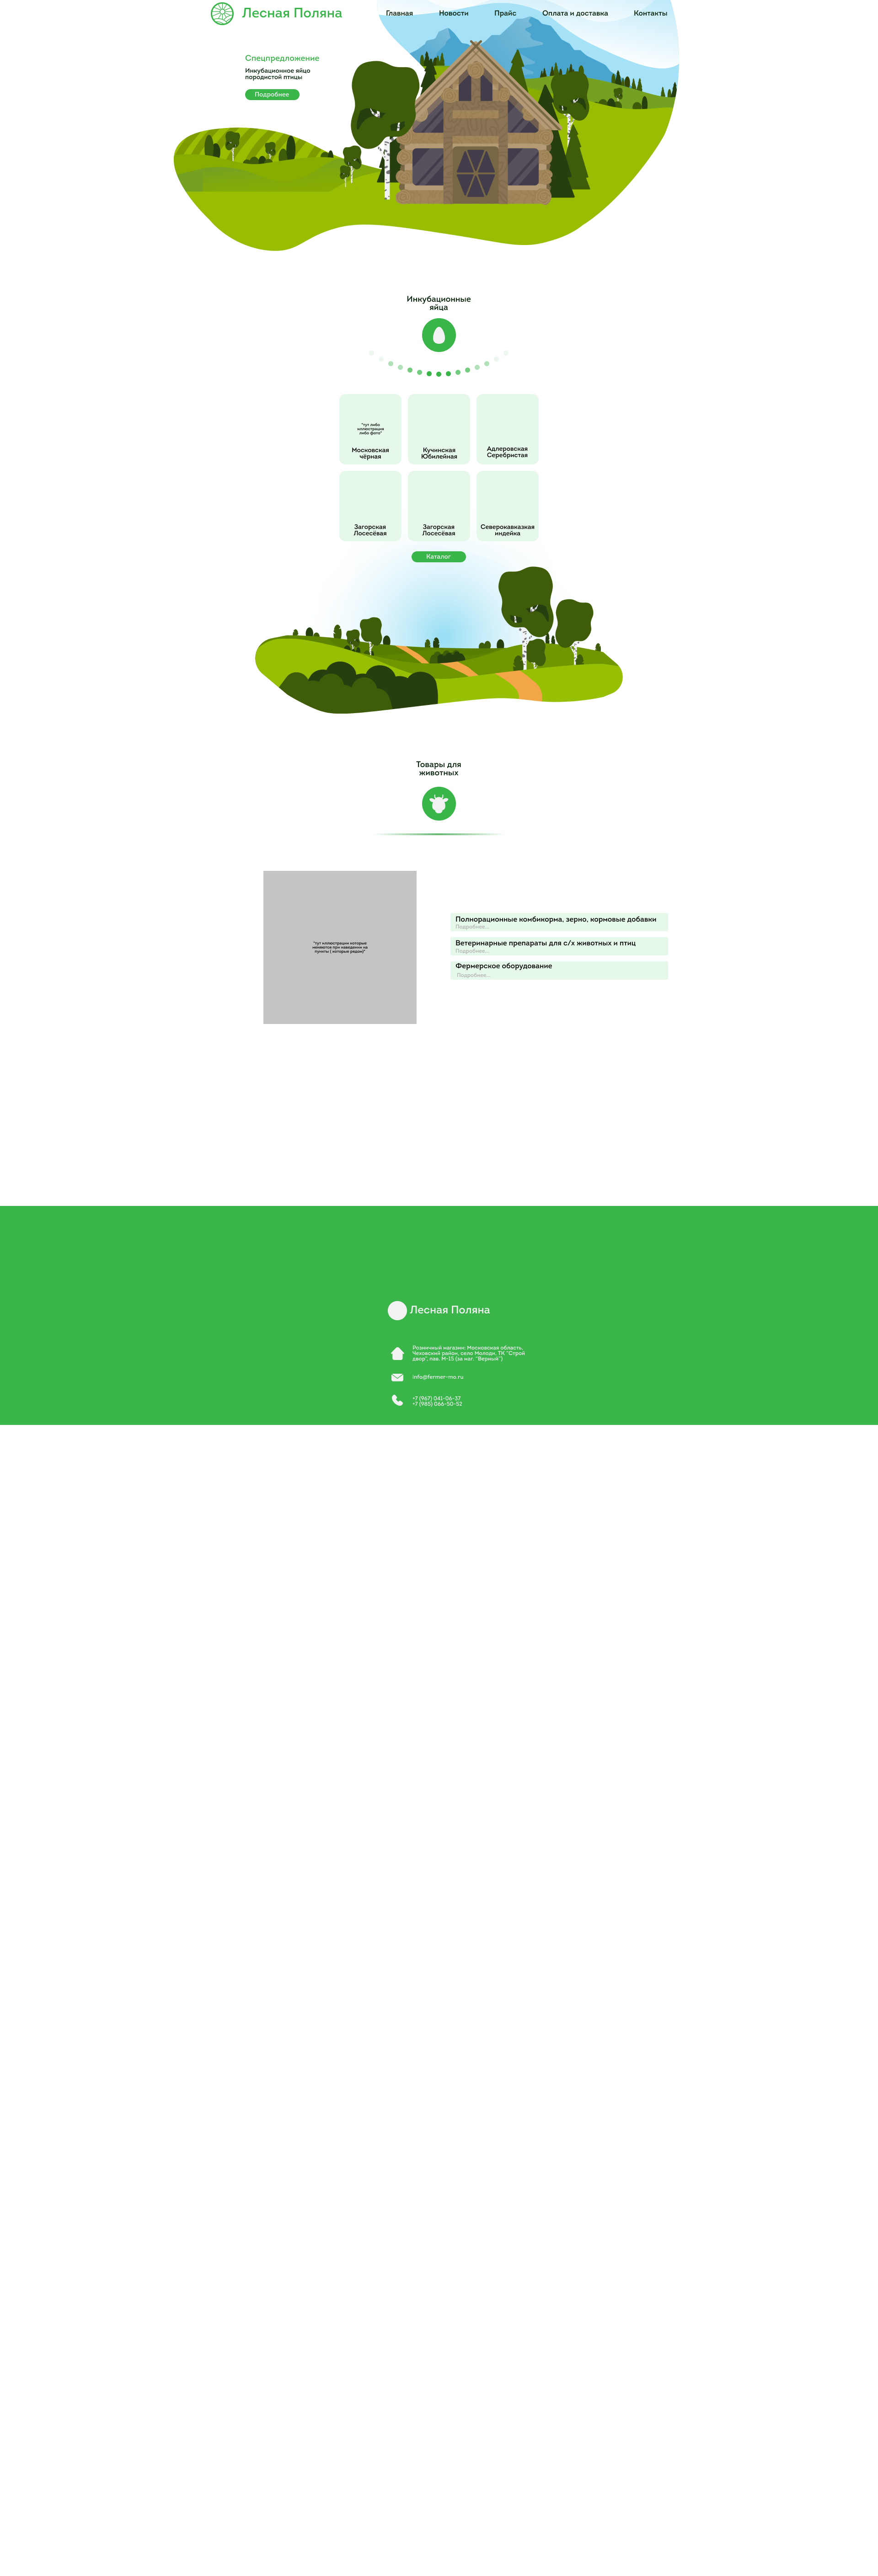 Лесная Поляна
Главная
Новости
Прайс
Оплата и доставка
Контакты
Спецпредложение
Инкубационное яйцо
породистой птицы
Подробнее
Инкубационные
яйца
"тут либо
иллюстрация
либо фото"
Московская
чёрная
Кучинская
Юбилейная
Адлеровская
Серебристая
Загорская
Лосесёвая
Загорская
Лосесёвая
Северокавказкая
индейка
Каталог
Товары для
животных
"тут иллюстрации которые
меняются при наведении на
пункты ( которые рядом)"
Полнорационные комбикорма, зерно, кормовые добавки
Подробнее...
Ветеринарные препараты для с/х животных и птиц
Подробнее...
Фермерское оборудование
Подробнее...
Лесная Поляна
Розничный магазин: Московская область,
Чеховский район, село Молоди, ТК "Строй
двор", пав. М-15 (за маг. "Верный")
info@fermer-mo.ru
+7 (967) 041-06-37
+7 (985) 066-50-52